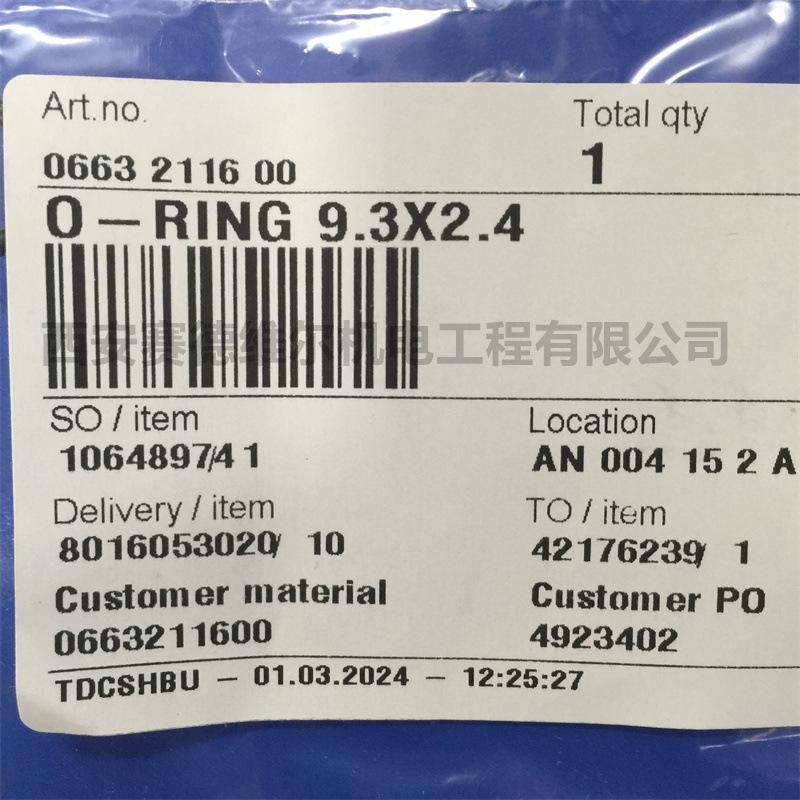 Art.no. Total qty
0663 2116 00 1
O-RING 9.3X2.4
西安赛德维尔机电工程有限公司
SO / item Location
1064897/41 AN 004 15 2 A
Delivery / item TO / item
8016053020/ 10 42176239/ 1
Customer material Customer PO
0663211600 4923402
TDCSHBU - 01.03.2024 - 12:25:27